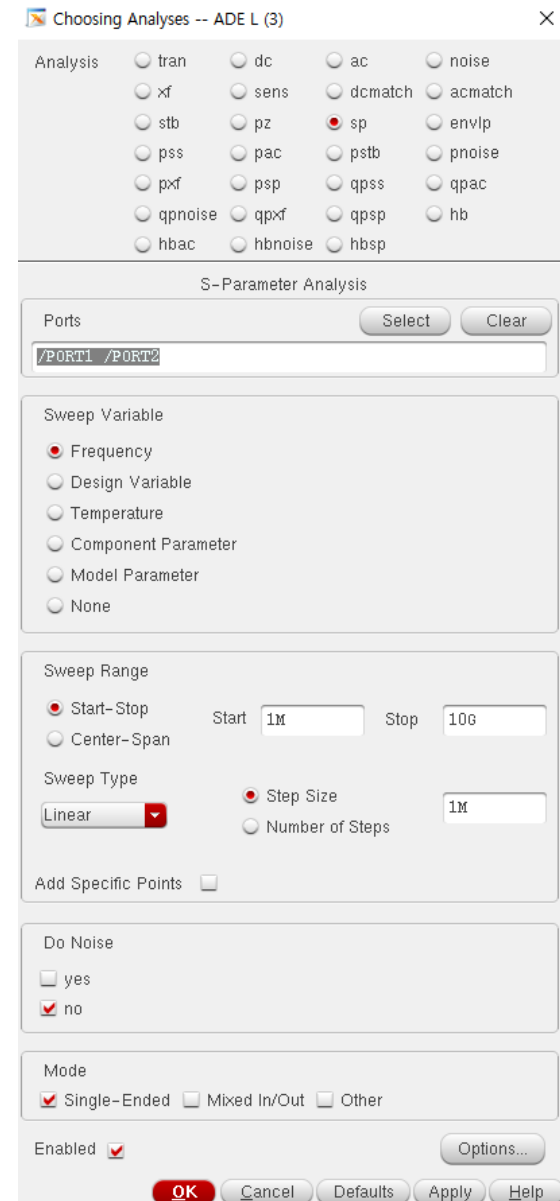 Choosing Analyses -- ADE L (3)
Analysis tran dc ac noise
xf sens dcmatch acmatch
stb pz sp envlp
pss pac pstb pnoise
pxf psp qpss qpac
qpnoise qpxf qpsp hb
hbac hbnoise hbsp
S-Parameter Analysis
Ports Select Clear
/PORT1 /PORT2
Sweep Variable
Frequency
Design Variable
Temperature
Component Parameter
Model Parameter
None
Sweep Range
Start-Stop Start 1M Stop 10G
Center-Span
Sweep Type
Linear Step Size 1M
Number of Steps
Add Specific Points
Do Noise
yes
no
Mode
Single-Ended Mixed In/Out Other
Enabled Options...
OK Cancel Defaults Apply Help